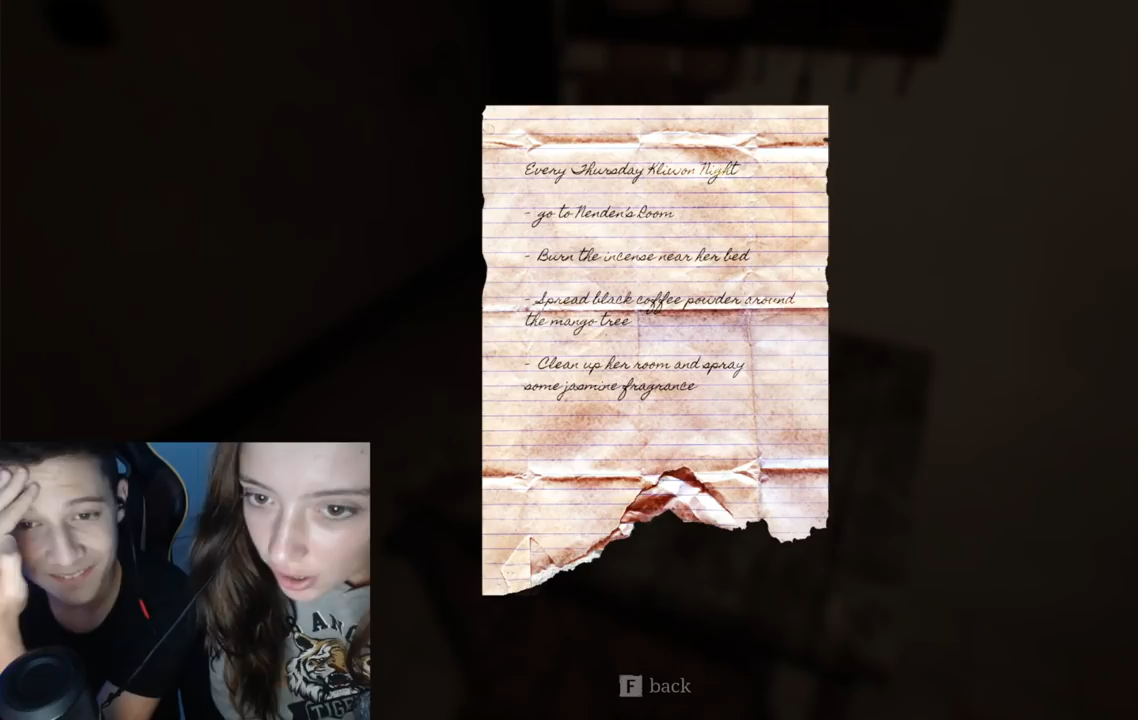 Every Thursday Kliwon Night
- go to Nenden's Room
- Burn the incense near her bed
- Spread black coffee powder around
the mango tree
- Clean up her room and spray
some jasmine fragrance
F back
TIGE